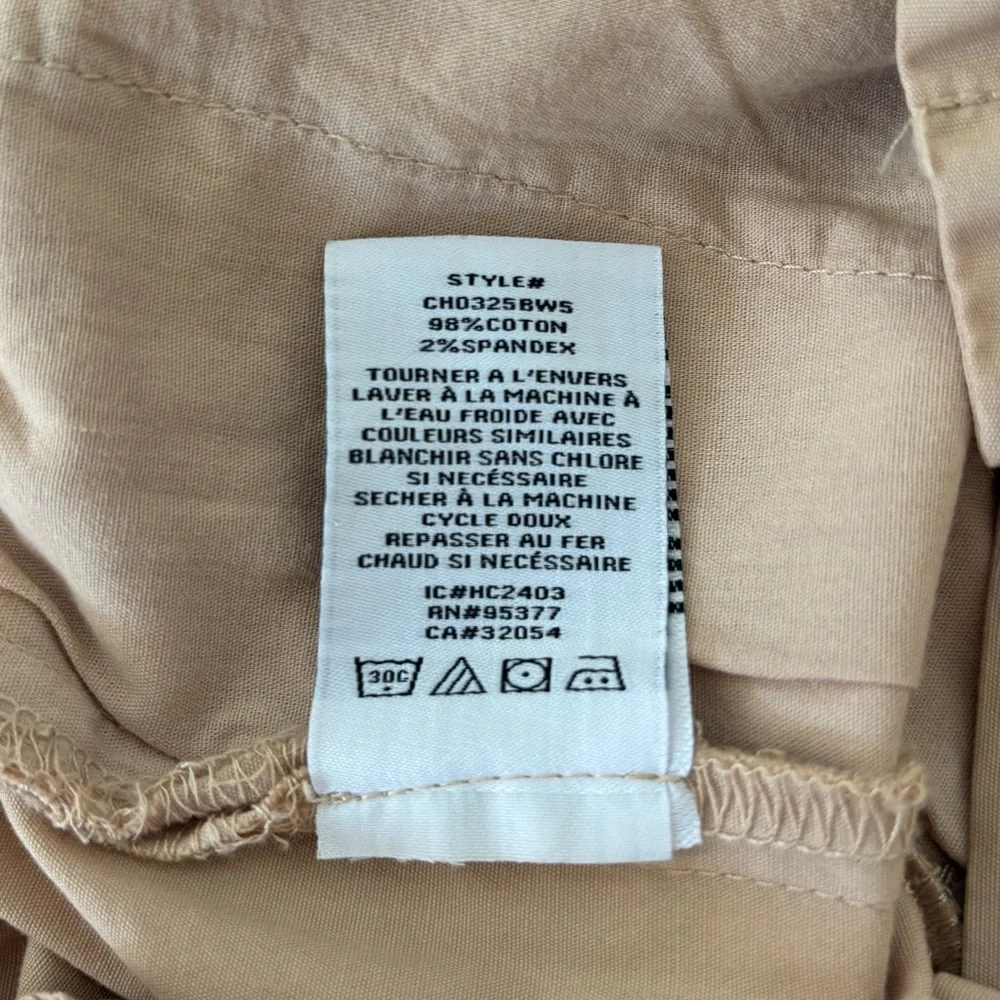 STYLE#
CH0325BWS
98%COTON
2%SPANDEX
TOURNER A L'ENVERS
LAVER À LA MACHINE À
L'EAU FROIDE AVEC
COULEURS SIMILAIRES
BLANCHIR SANS CHLORE
SI NECÉSSAIRE
SECHER À LA MACHINE
CYCLE DOUX
REPASSER AU FER
CHAUD SI NECÉSSAIRE
IC#HC2403
RN#95377
CA#32054
30C